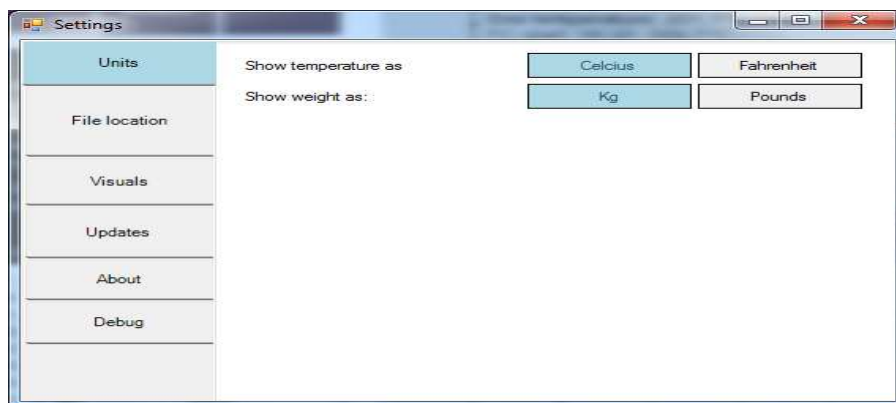 Settings
Units
File location
Visuals
Updates
About
Debug
Show temperature as
Celcius
Fahrenheit
Show weight as:
Kg
Pounds